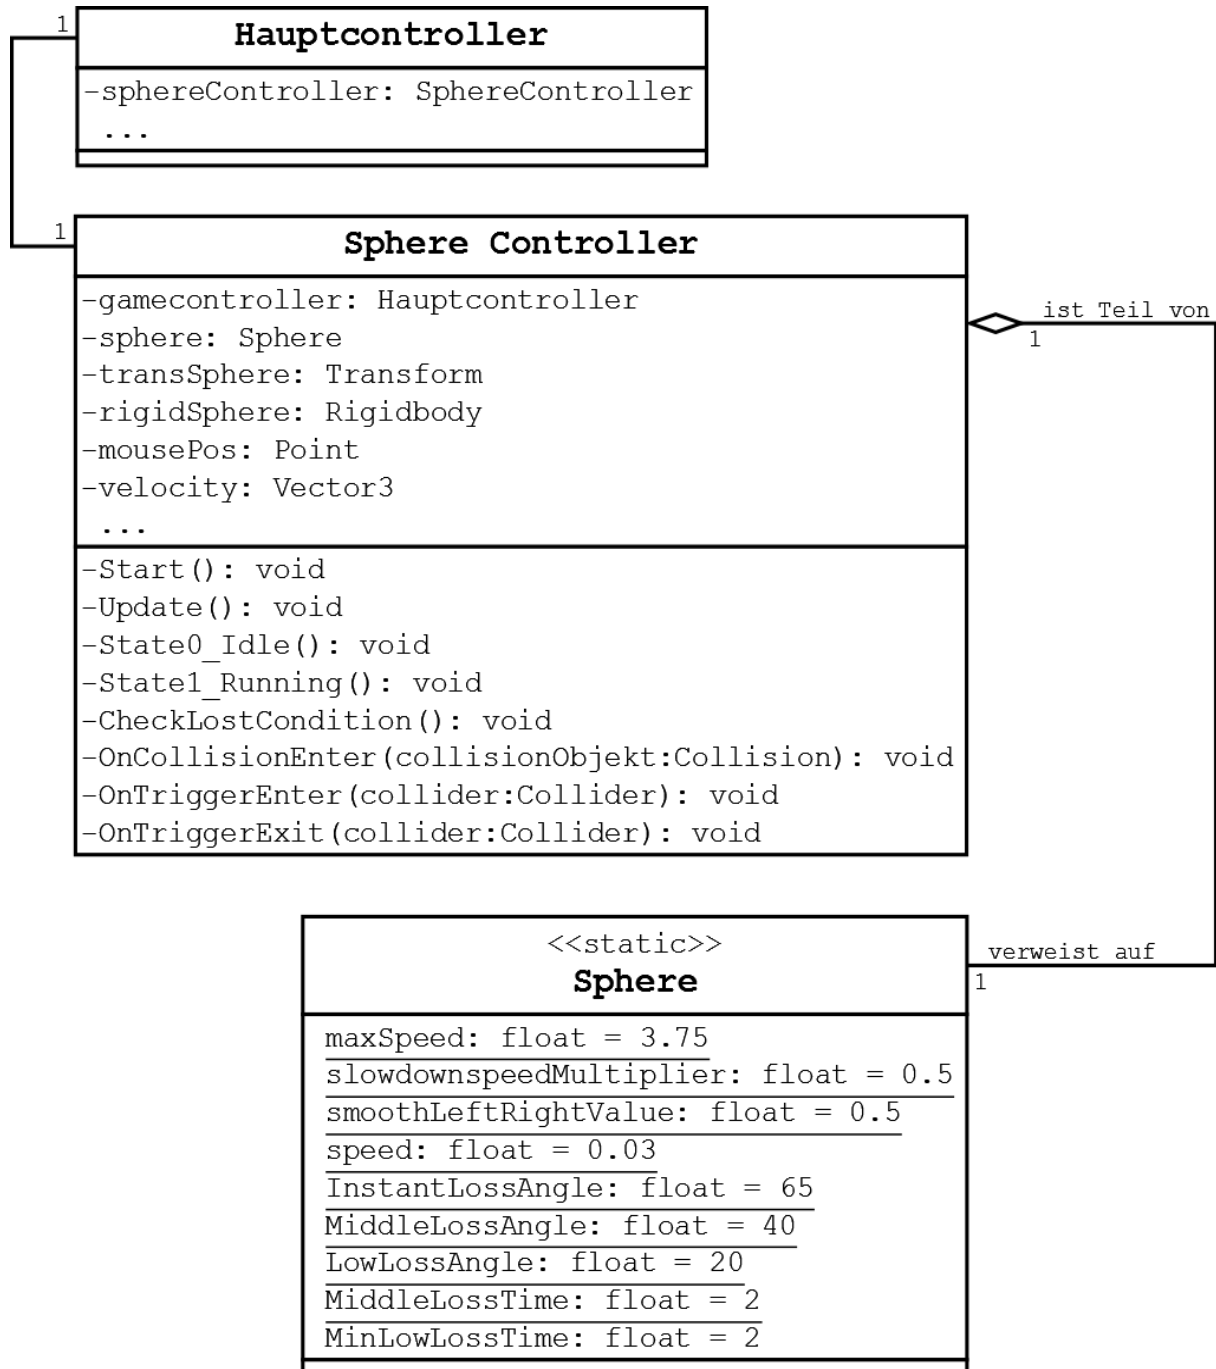 1
Hauptcontroller
-sphereController: SphereController
...
1
Sphere Controller
-gamecontroller: Hauptcontroller
-sphere: Sphere
-transSphere: Transform
-rigidSphere: Rigidbody
-mousePos: Point
-velocity: Vector3
...
ist Teil von
1
-Start(): void
-Update(): void
-State0_Idle(): void
-State1_Running(): void
-CheckLostCondition(): void
-OnCollisionEnter(collisionObjekt:Collision): void
-OnTriggerEnter(collider:Collider): void
-OnTriggerExit(collider:Collider): void
<<static>>
Sphere
verweist auf
1
maxSpeed: float = 3.75
slowdownspeedMultiplier: float = 0.5
smoothLeftRightValue: float = 0.5
speed: float = 0.03
InstantLossAngle: float = 65
MiddleLossAngle: float = 40
LowLossAngle: float = 20
MiddleLossTime: float = 2
MinLowLossTime: float = 2